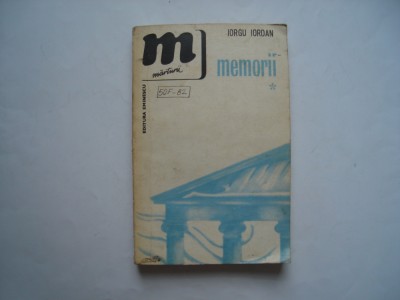 m
mărturii
IORGU IORDAN
memorii
*
EDITURA EMINESCU